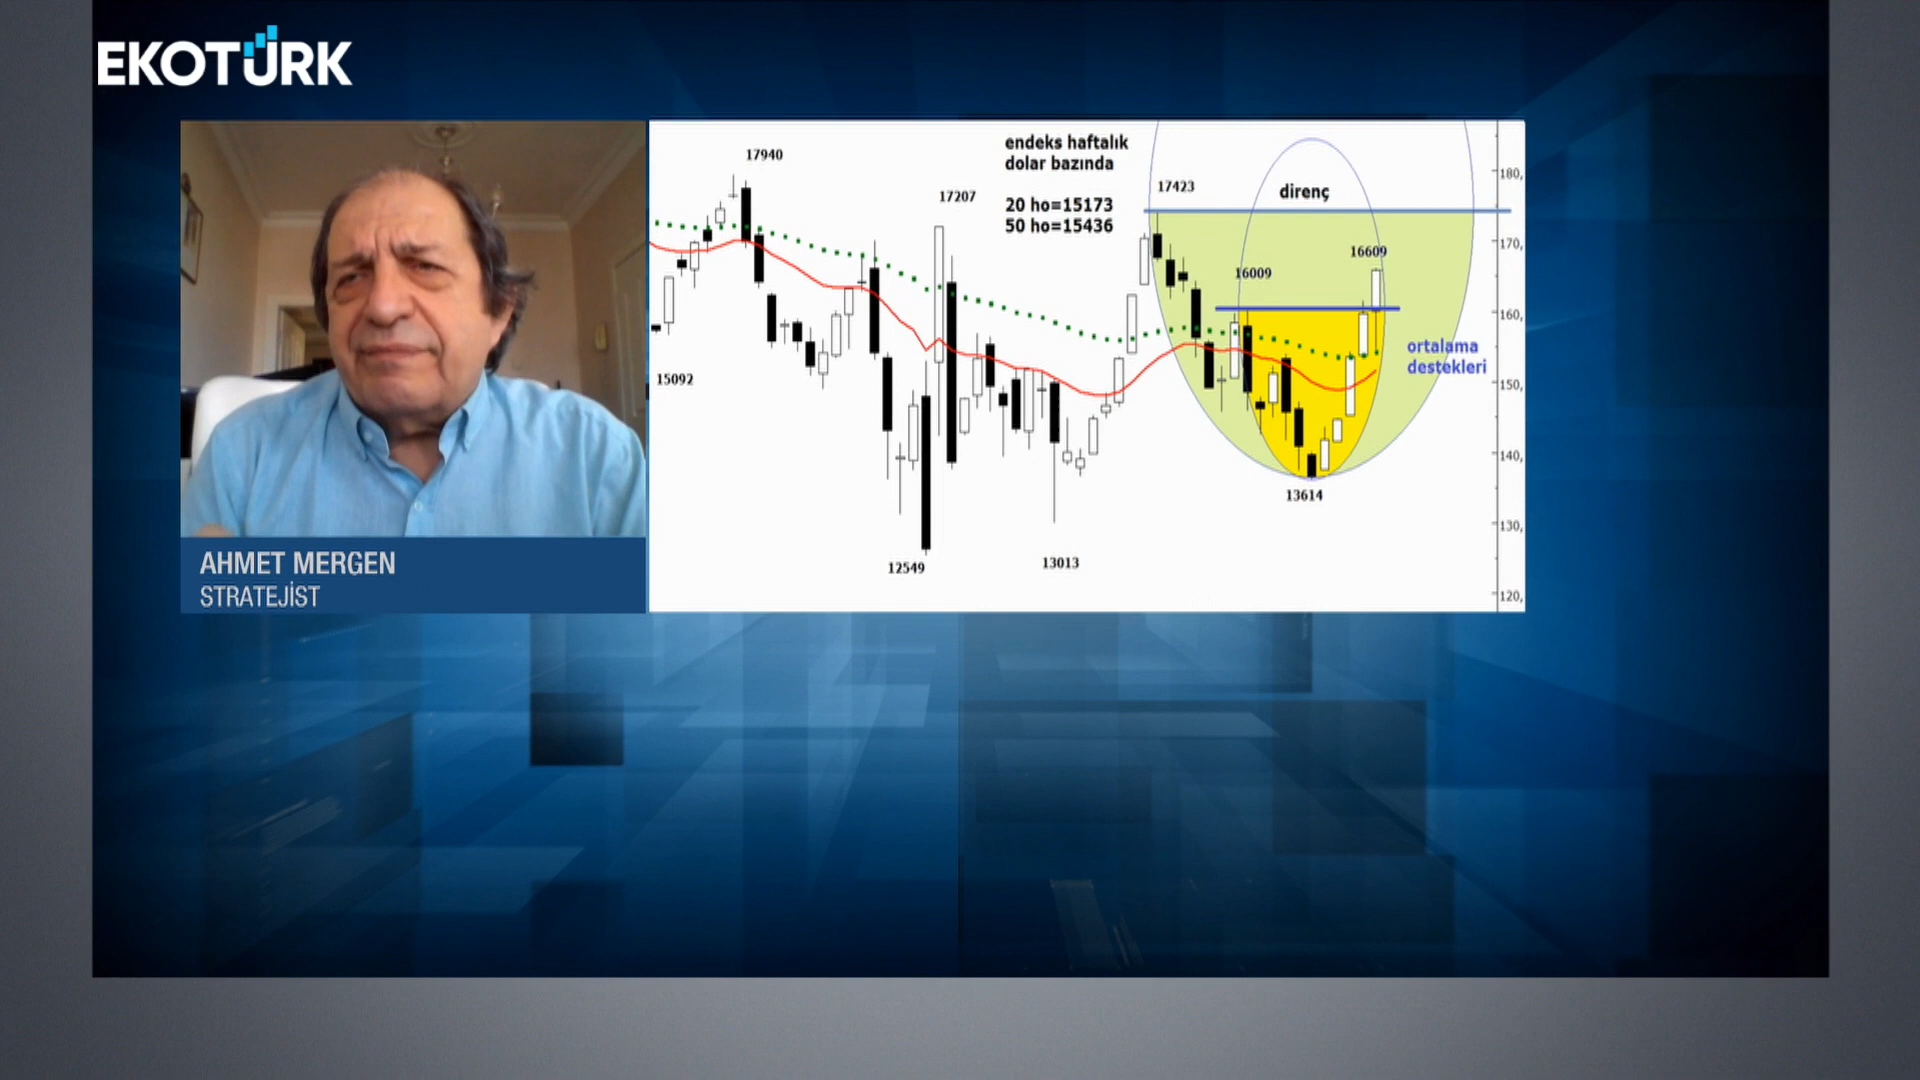 EKOTÜRK
17940
endeks haftalık
dolar bazında
17423
17207
20 ho=15173
50 ho=15436
direnç
16609
16009
ortalama
destekleri
15092
13614
12549
13013
180,
170,
160,
150,
140,
130,
120,
AHMET MERGEN
STRATEJİST